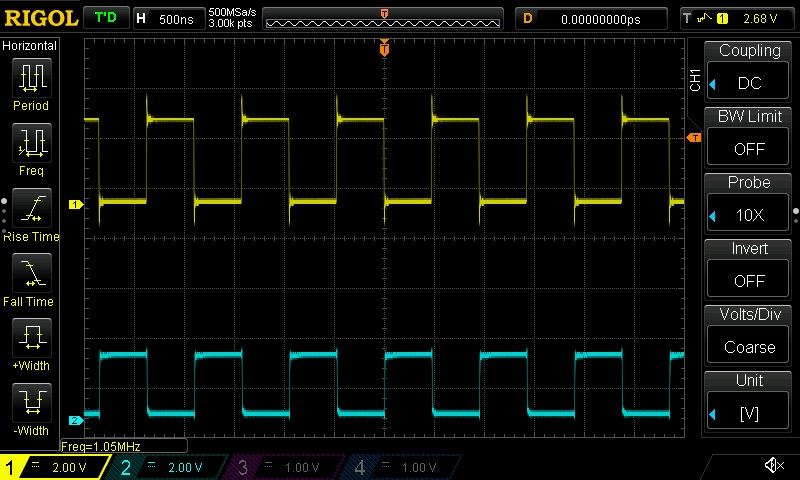 RIGOL T'D H 500ns 500MSa/s 3.00k pts T D 0.00000000ps T 1 2.68 V
Horizontal
Period
Freq
Rise Time
Fall Time
+Width
-Width
T
1
2
T
CH1
Coupling
DC
BW Limit
OFF
Probe
10X
Invert
OFF
Volts/Div
Coarse
Unit
[V]
Freq=1.05MHz
1 2.00 V 2 2.00 V 3 1.00 V 4 1.00 V